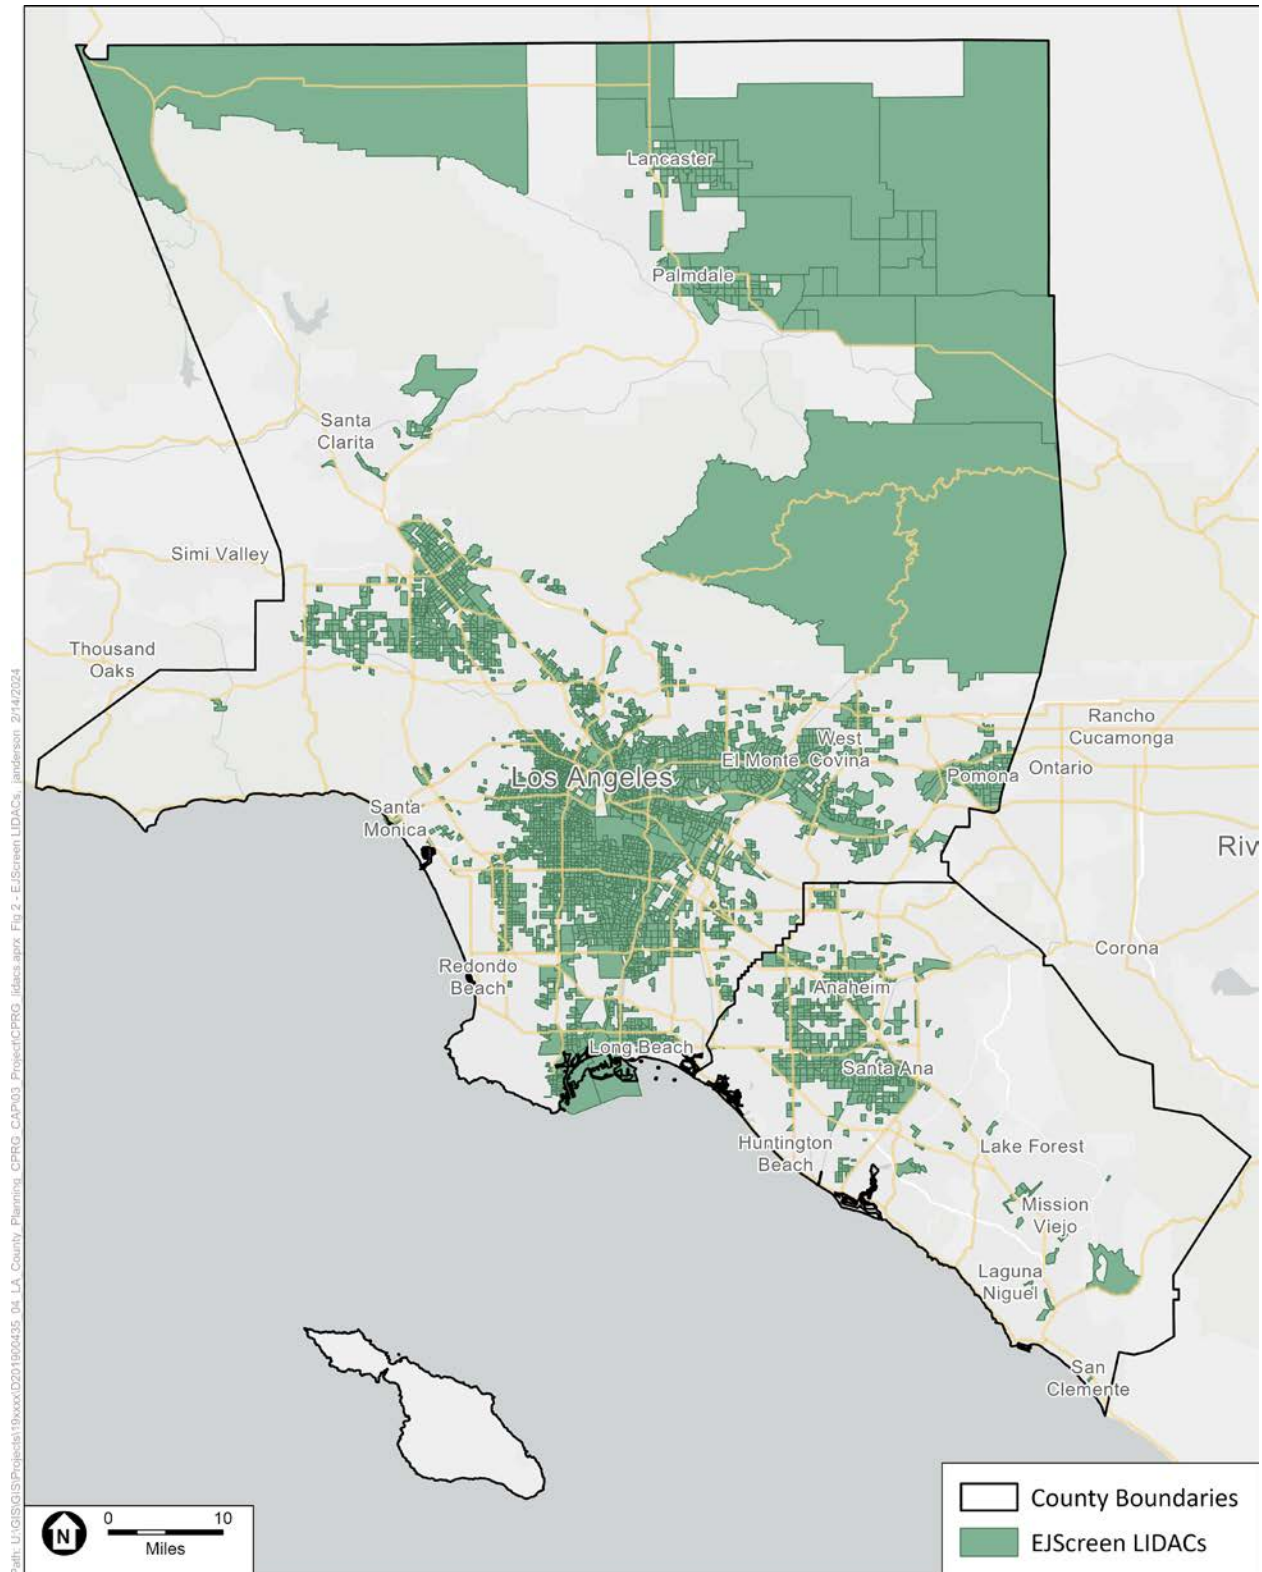 Lancaster
Palmdale
Santa
Clarita
Simi Valley
Thousand
Oaks
Rancho
Cucamonga
West
El Monte Covina
Los Angeles
Pomona
Ontario
Santa
Monica
Riv
Redondo
Beach
Corona
Anaheim
Long Beach
Santa Ana
Huntington
Beach
Lake Forest
Mission
Viejo
Laguna
Niguel
San
Clemente
N
0 10
Miles
County Boundaries
EJScreen LIDACs